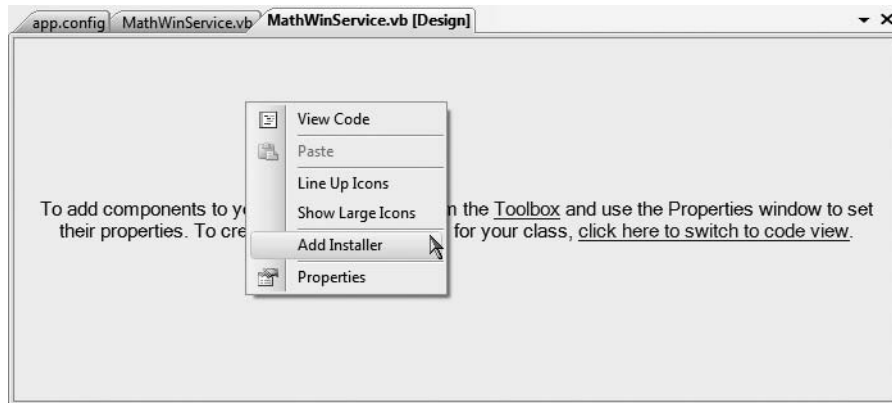 app.config MathWinService.vb MathWinService.vb [Design]
View Code
Paste
Line Up Icons
To add components to y Show Large Icons n the Toolbox and use the Properties window to set
their properties. To cre Add Installer for your class, click here to switch to code view.
Properties